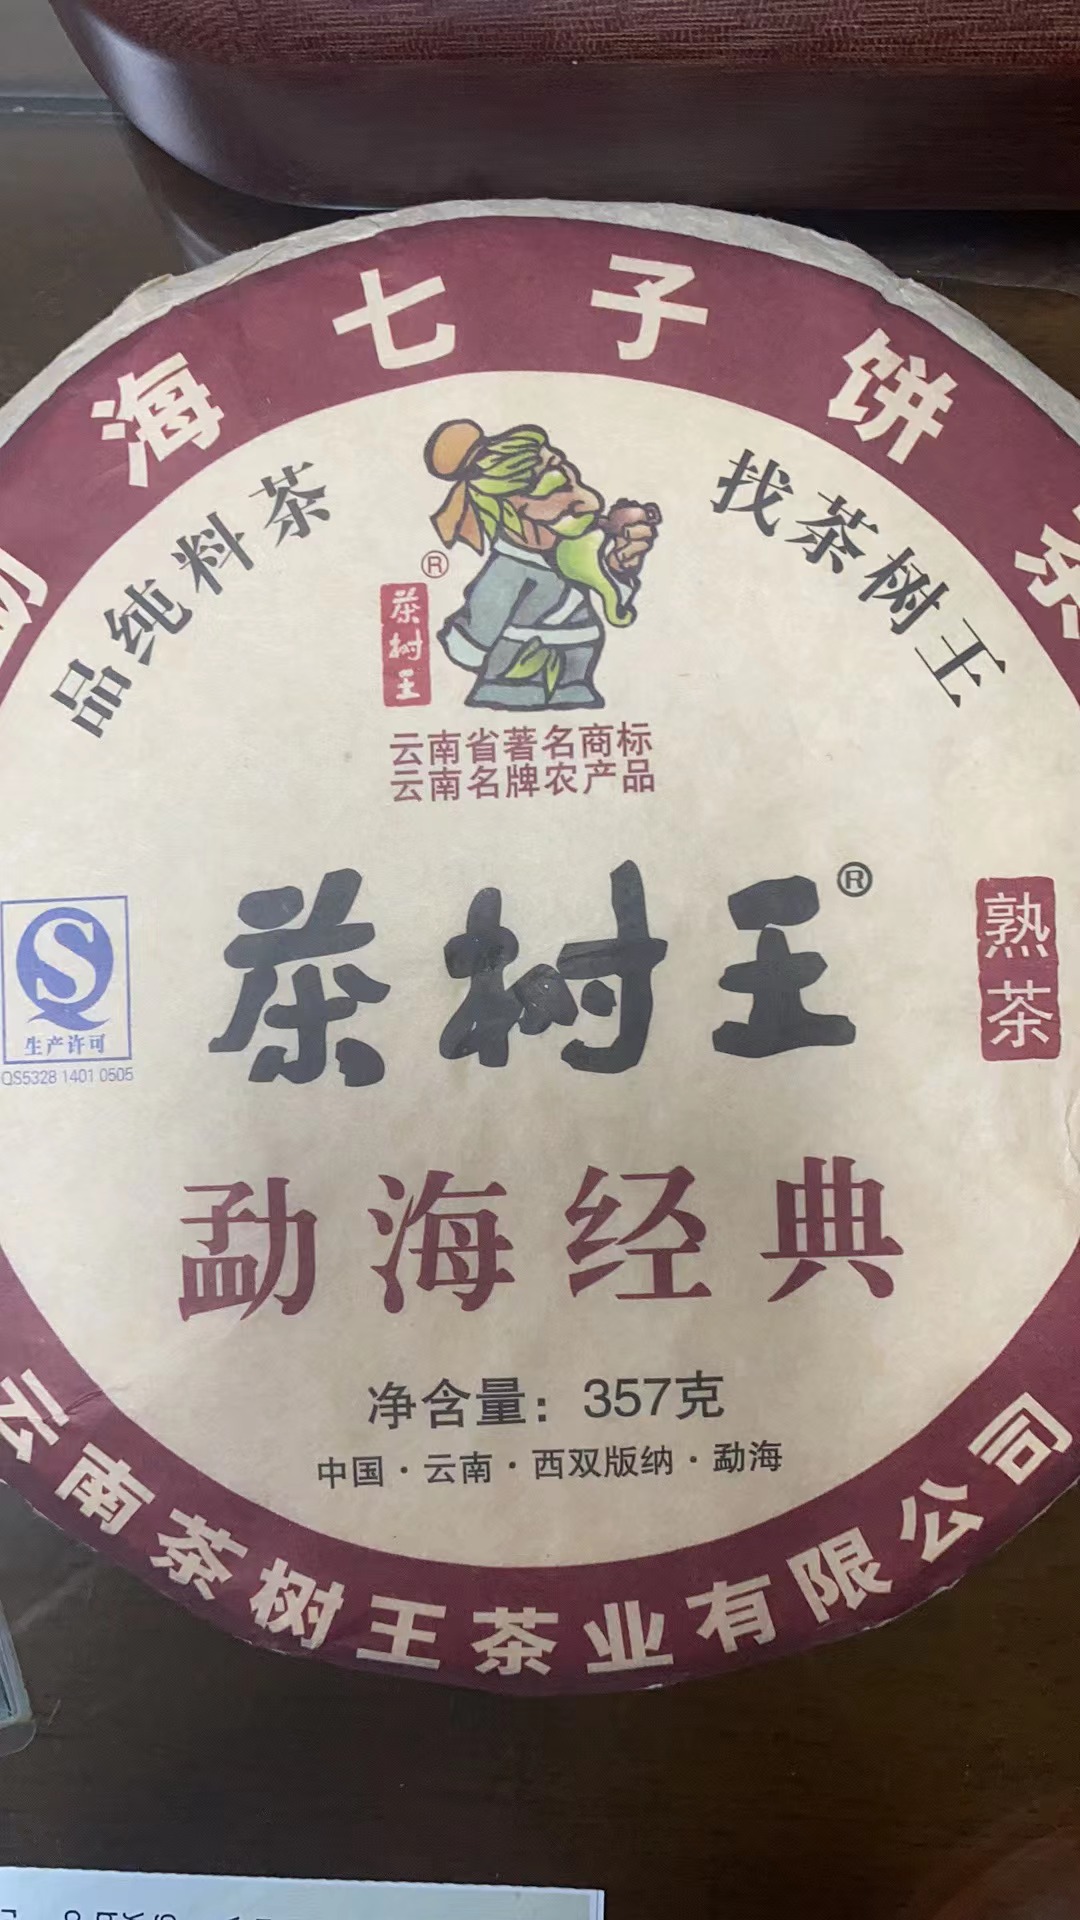 勐海七子饼茶
品纯料茶
找茶树王
®
茶树王
云南省著名商标
云南名牌农产品
茶树王®
熟茶
生产许可
QS5328 1401 0505
勐海经典
净含量：357克
中国·云南·西双版纳·勐海
云南茶树王茶业有限公司